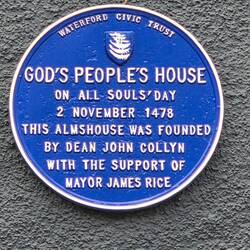 WATERFORD CIVIC TRUST
GOD'S PEOPLE'S HOUSE
ON ALL SOULS' DAY
2 NOVEMBER 1478
THIS ALMSHOUSE WAS FOUNDED
BY DEAN JOHN COLLYN
WITH THE SUPPORT OF
MAYOR JAMES RICE